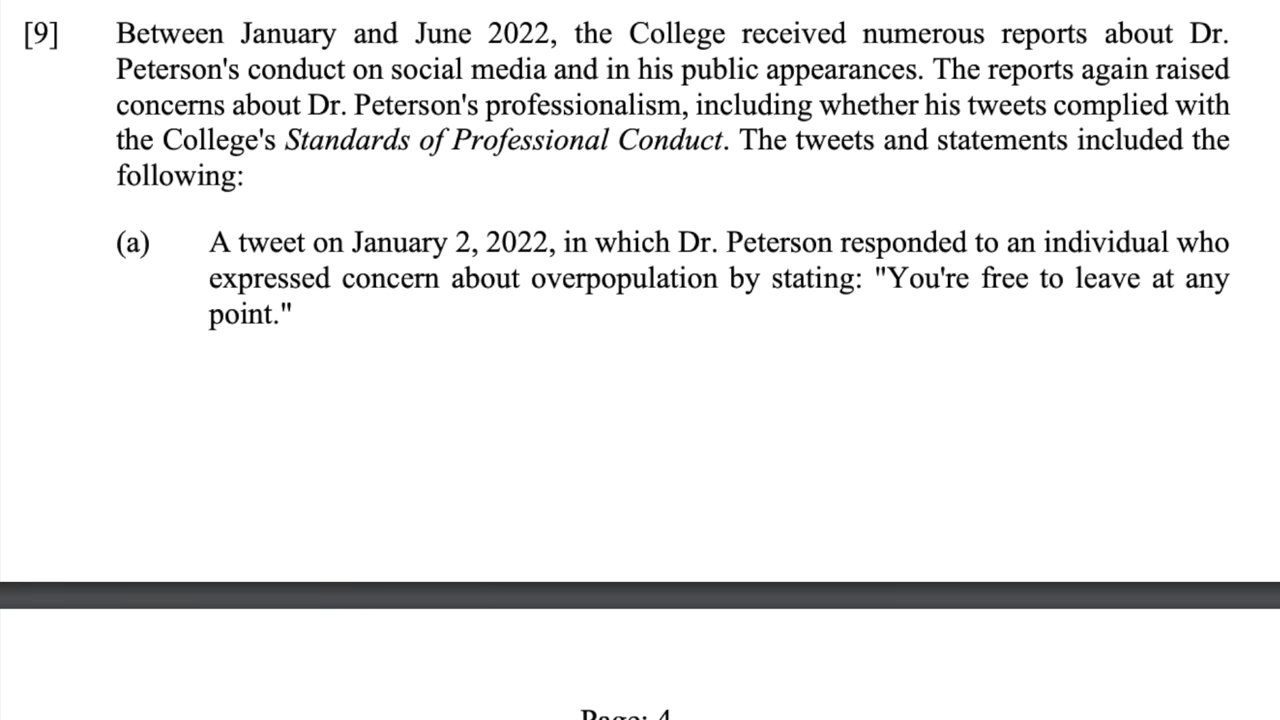 [9] Between January and June 2022, the College received numerous reports about Dr.
Peterson's conduct on social media and in his public appearances. The reports again raised
concerns about Dr. Peterson's professionalism, including whether his tweets complied with
the College's Standards of Professional Conduct. The tweets and statements included the
following:
(a) A tweet on January 2, 2022, in which Dr. Peterson responded to an individual who
expressed concern about overpopulation by stating: "You're free to leave at any
point."
Page: 4